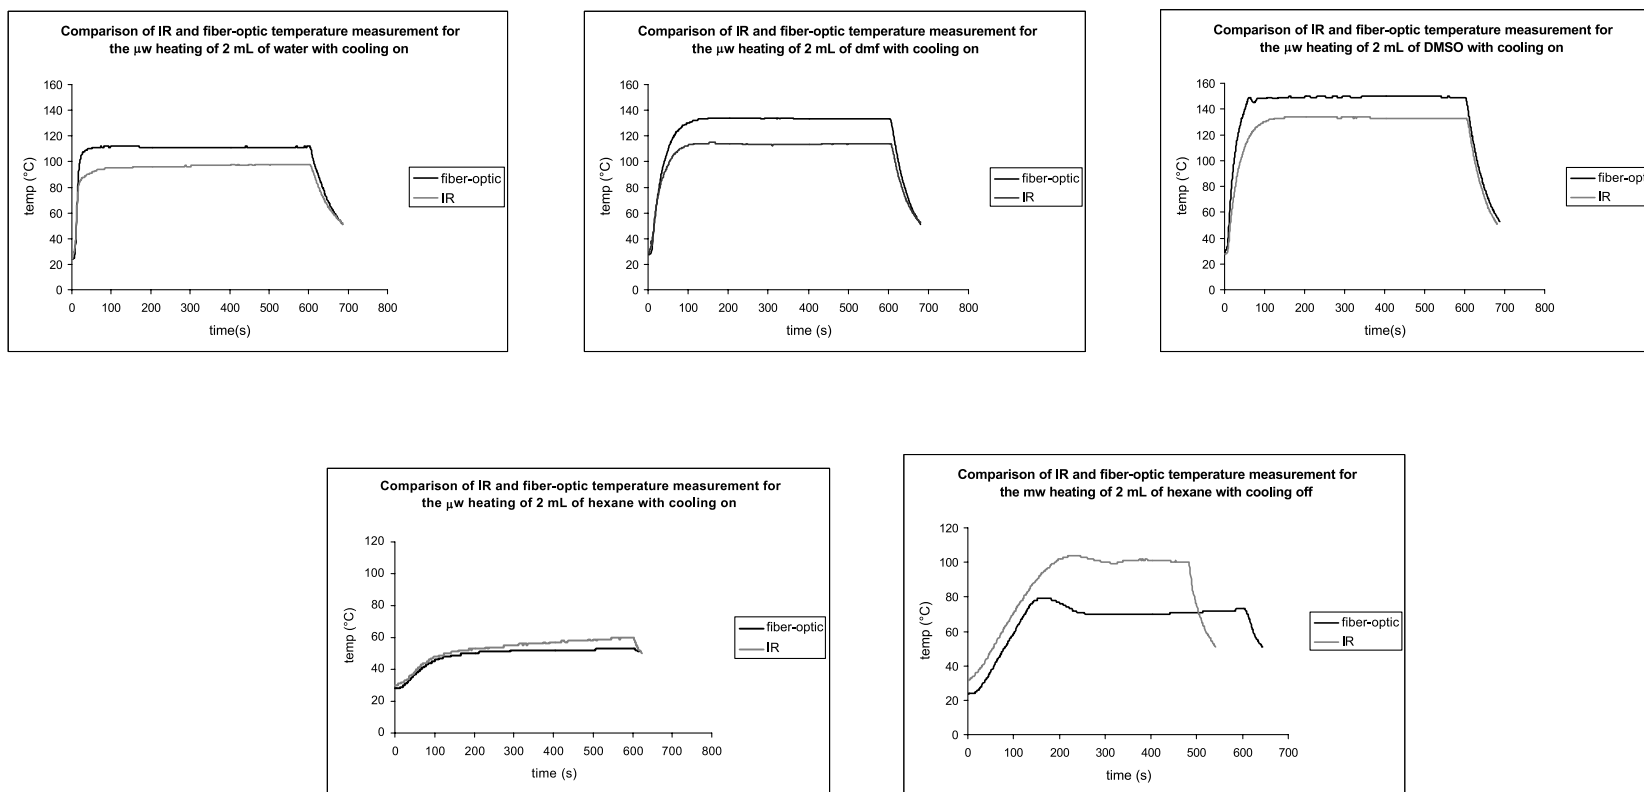 Comparison of IR and fiber-optic temperature measurement for
the μw heating of 2 mL of water with cooling on
160
140
120
100
80
60
40
20
0
temp (°C)
0 100 200 300 400 500 600 700 800
time(s)
fiber-optic
IR
Comparison of IR and fiber-optic temperature measurement for
the μw heating of 2 mL of dmf with cooling on
160
140
120
100
80
60
40
20
0
temp (°C)
0 100 200 300 400 500 600 700 800
time (s)
fiber-optic
IR
Comparison of IR and fiber-optic temperature measurement for
the μw heating of 2 mL of DMSO with cooling on
160
140
120
100
80
60
40
20
0
temp (°C)
0 100 200 300 400 500 600 700 800
time(s)
fiber-opt
IR
Comparison of IR and fiber-optic temperature measurement for
the μw heating of 2 mL of hexane with cooling on
120
100
80
60
40
20
0
temp (°C)
0 100 200 300 400 500 600 700 800
time (s)
fiber-optic
IR
Comparison of IR and fiber-optic temperature measurement for
the mw heating of 2 mL of hexane with cooling off
120
100
80
60
40
20
0
temp (°C)
0 100 200 300 400 500 600 700
time (s)
fiber-optic
IR